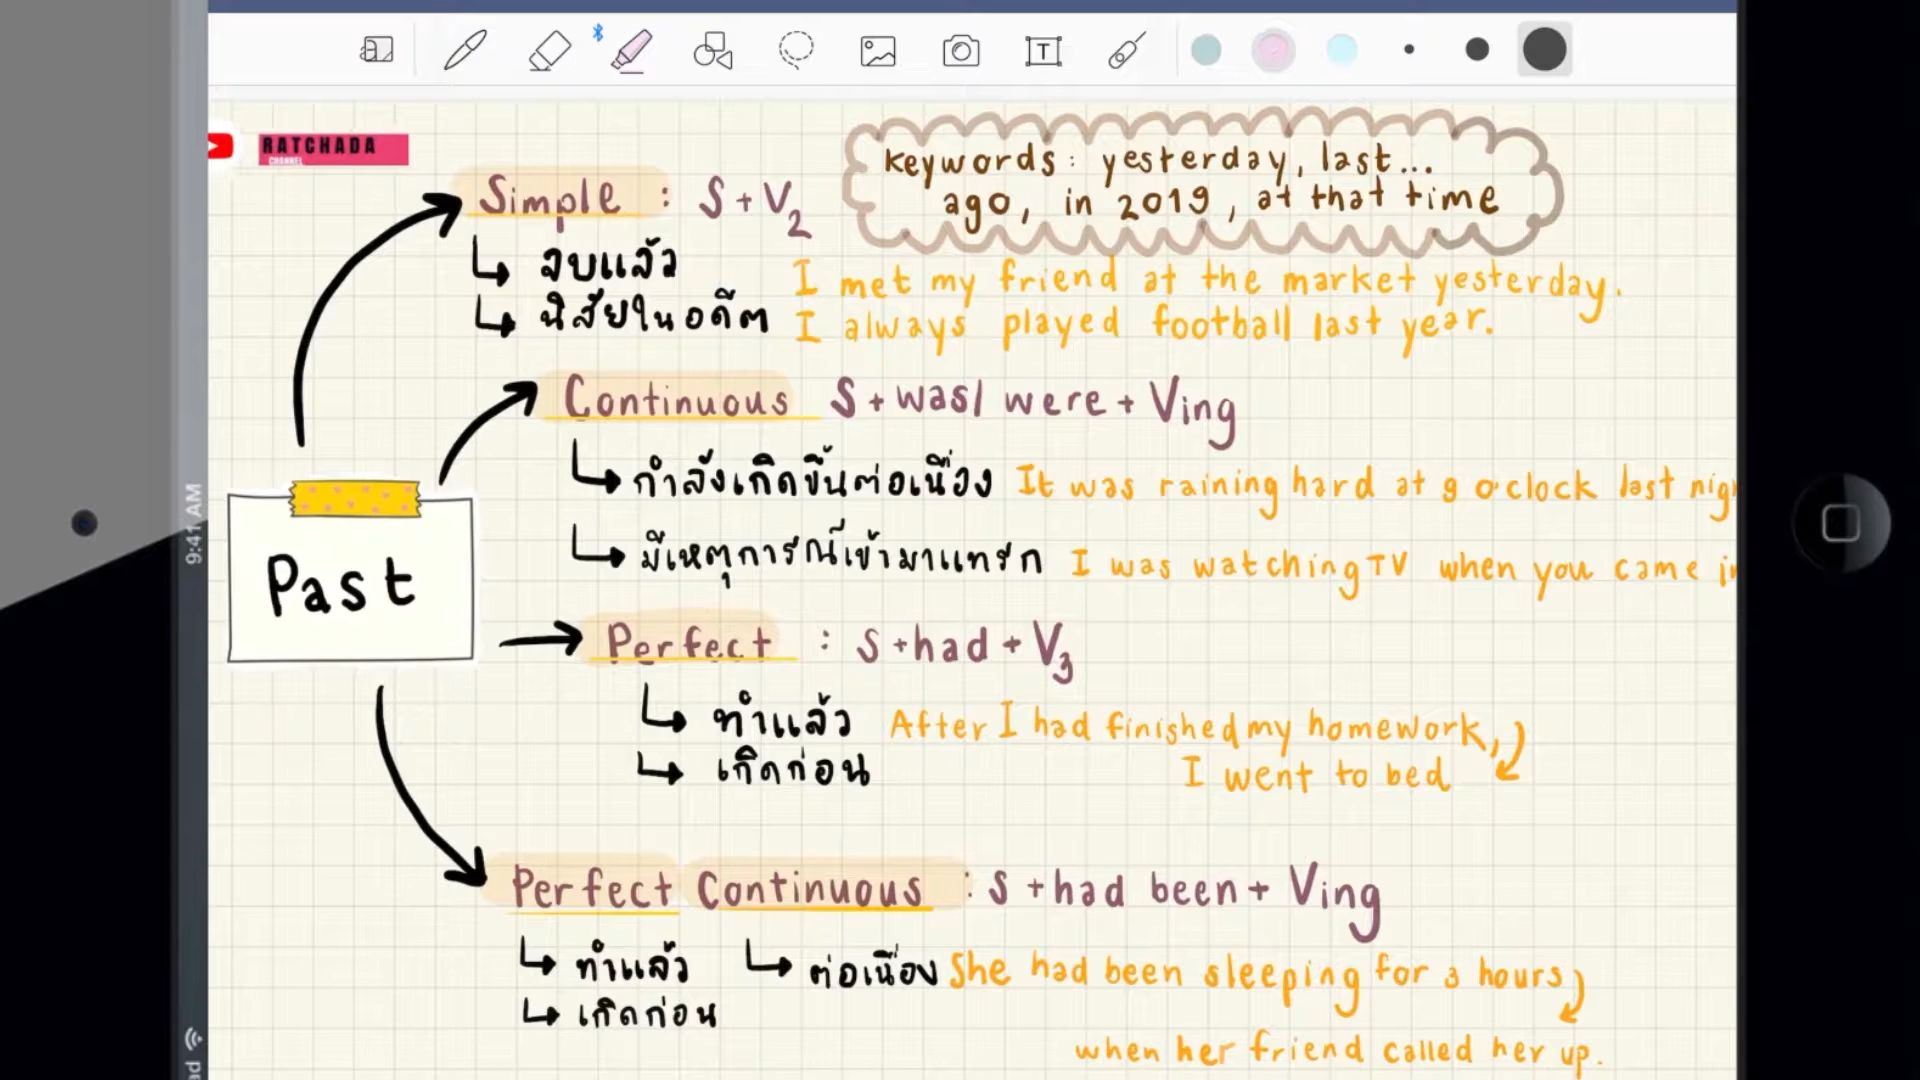 RATCHADA
CHANNEL
keywords: yesterday, last...
ago, in 2019, at that time
Simple : S + V2
จบแล้ว
I met my friend at the market yesterday.
นิสัยในอดีต
I always played football last year.
Continuous S + was/ were + Ving
กำลังเกิดขึ้นต่อเนื่อง It was raining hard at 9 o'clock last nig
มีเหตุการณ์เข้ามาแทรก I was watching TV when you came in
9:41 AM
Past
Perfect : S + had + V3
ทำแล้ว After I had finished my homework,
เกิดก่อน I went to bed
Perfect Continuous : S + had been + Ving
ทำแล้ว ต่อเนื่อง She had been sleeping for 3 hours
เกิดก่อน
when her friend called her up.
ad